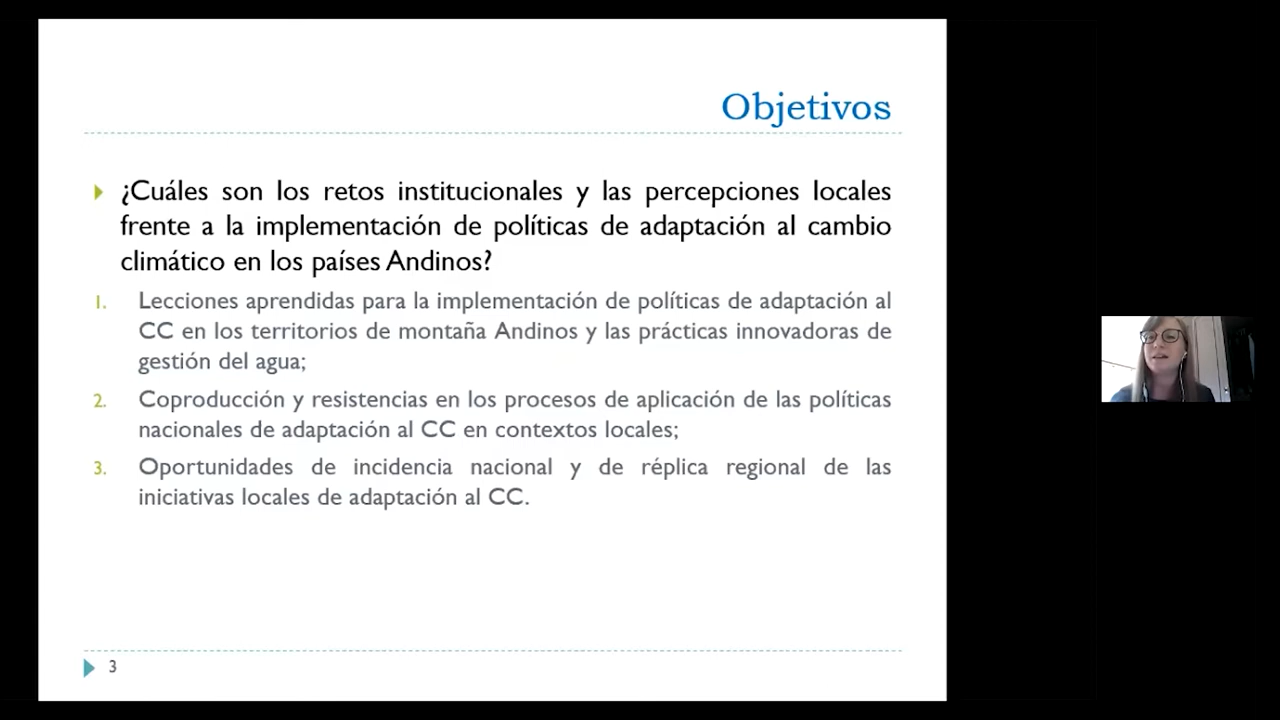 Objetivos
¿Cuáles son los retos institucionales y las percepciones locales
frente a la implementación de políticas de adaptación al cambio
climático en los países Andinos?
1. Lecciones aprendidas para la implementación de políticas de adaptación al
CC en los territorios de montaña Andinos y las prácticas innovadoras de
gestión del agua;
2. Coproducción y resistencias en los procesos de aplicación de las políticas
nacionales de adaptación al CC en contextos locales;
3. Oportunidades de incidencia nacional y de réplica regional de las
iniciativas locales de adaptación al CC.
3